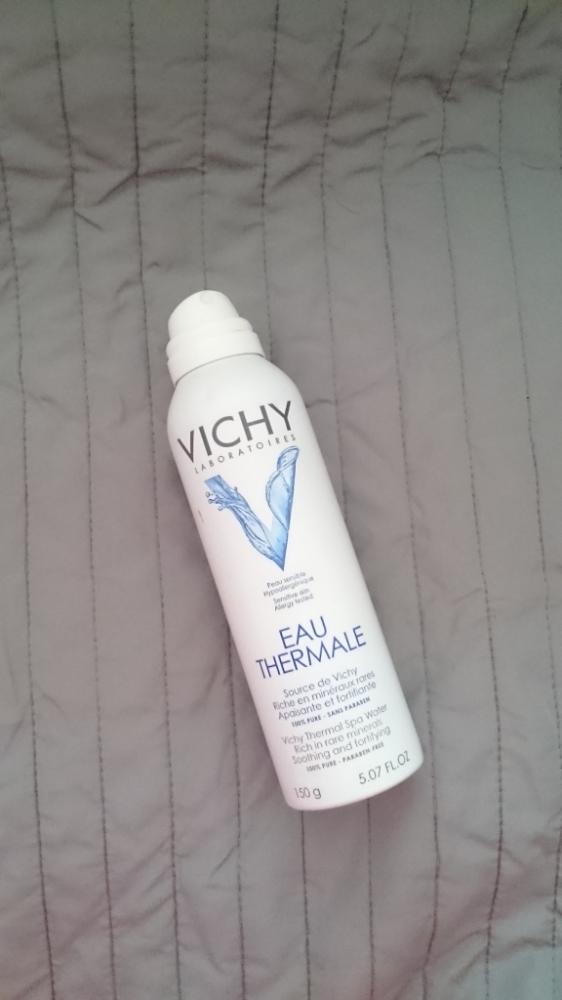 VICHY
LABORATOIRES
Peau sensible
Hypoallergénique
Sensitive skin
Allergy tested
EAU
THERMALE
Source de Vichy
Riche en minéraux rares
Apaisante et fortifiante
100% PURE - SANS PARABEN
Vichy Thermal Spa Water
Rich in rare minerals
Soothing and fortifying
100% PURE - PARABEN FREE
150 g 5.07 FL.OZ